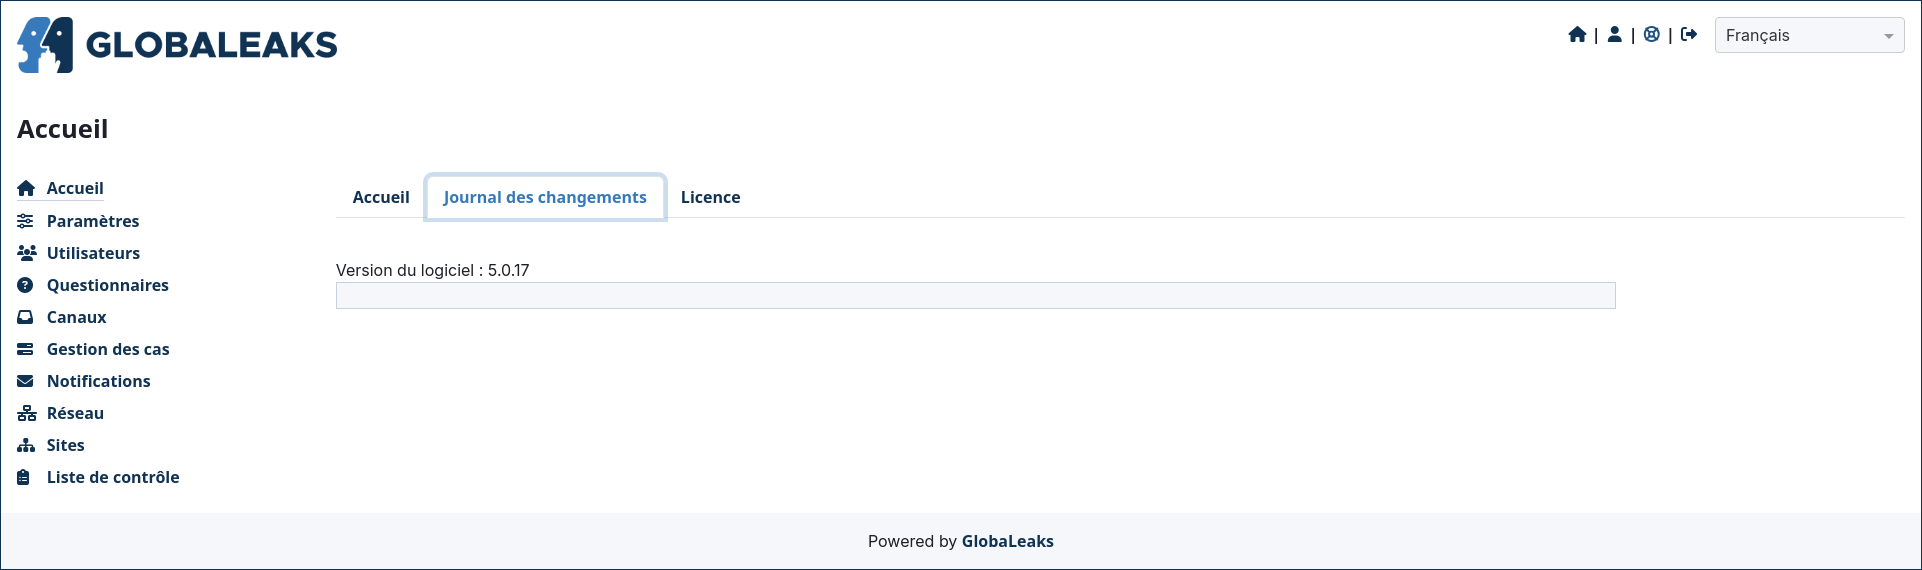 GLOBALEAKS
| | |
Français
Accueil
Accueil
Paramètres
Utilisateurs
Questionnaires
Canaux
Gestion des cas
Notifications
Réseau
Sites
Liste de contrôle
Accueil Journal des changements Licence
Version du logiciel : 5.0.17
Powered by GlobaLeaks